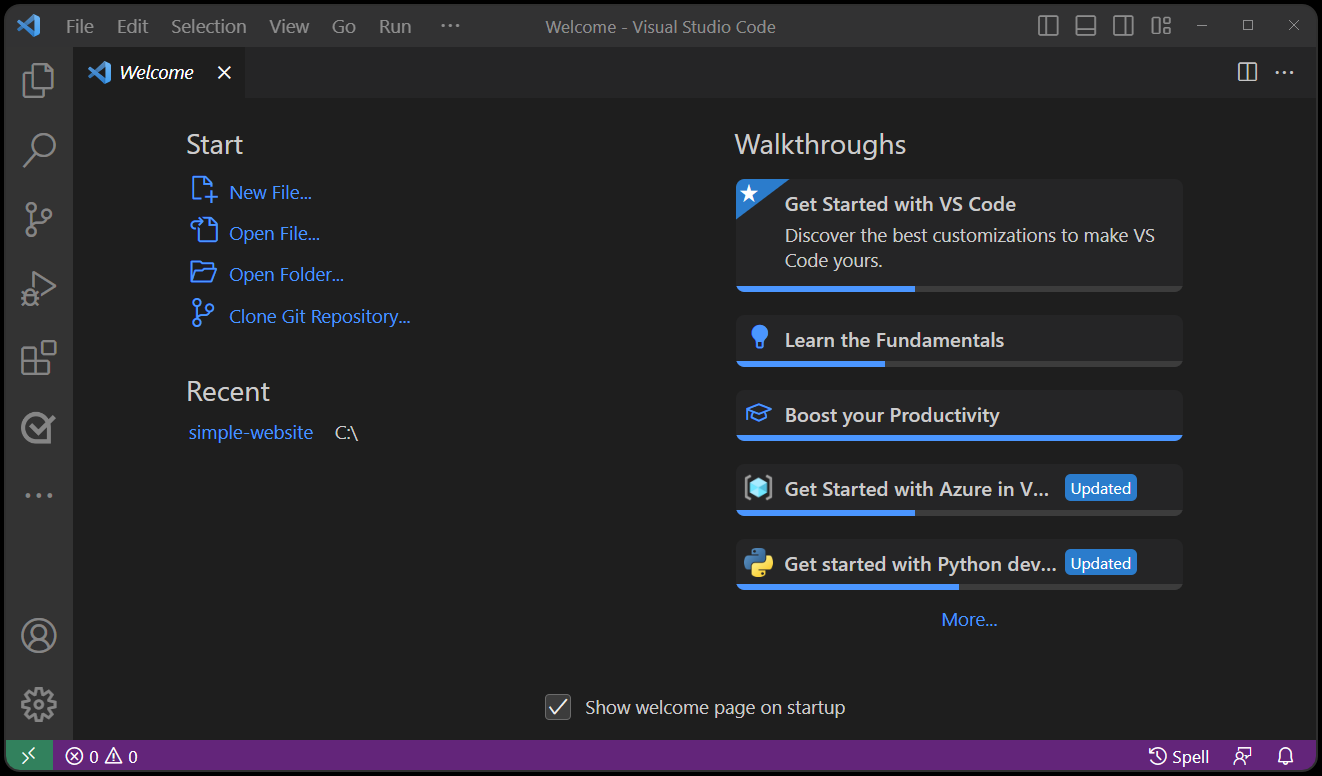 File Edit Selection View Go Run ··· Welcome - Visual Studio Code
Welcome
Start
New File...
Open File...
Open Folder...
Clone Git Repository...
Recent
simple-website C:\
Walkthroughs
Get Started with VS Code
Discover the best customizations to make VS
Code yours.
Learn the Fundamentals
Boost your Productivity
Get Started with Azure in V... Updated
Get started with Python dev... Updated
More...
Show welcome page on startup
0 0 Spell